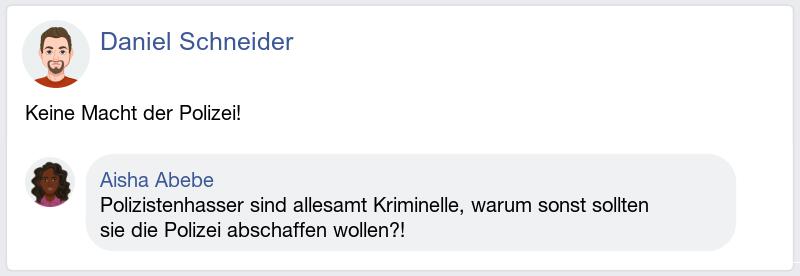 Daniel Schneider
Keine Macht der Polizei!
Aisha Abebe
Polizistenhasser sind allesamt Kriminelle, warum sonst sollten
sie die Polizei abschaffen wollen?!